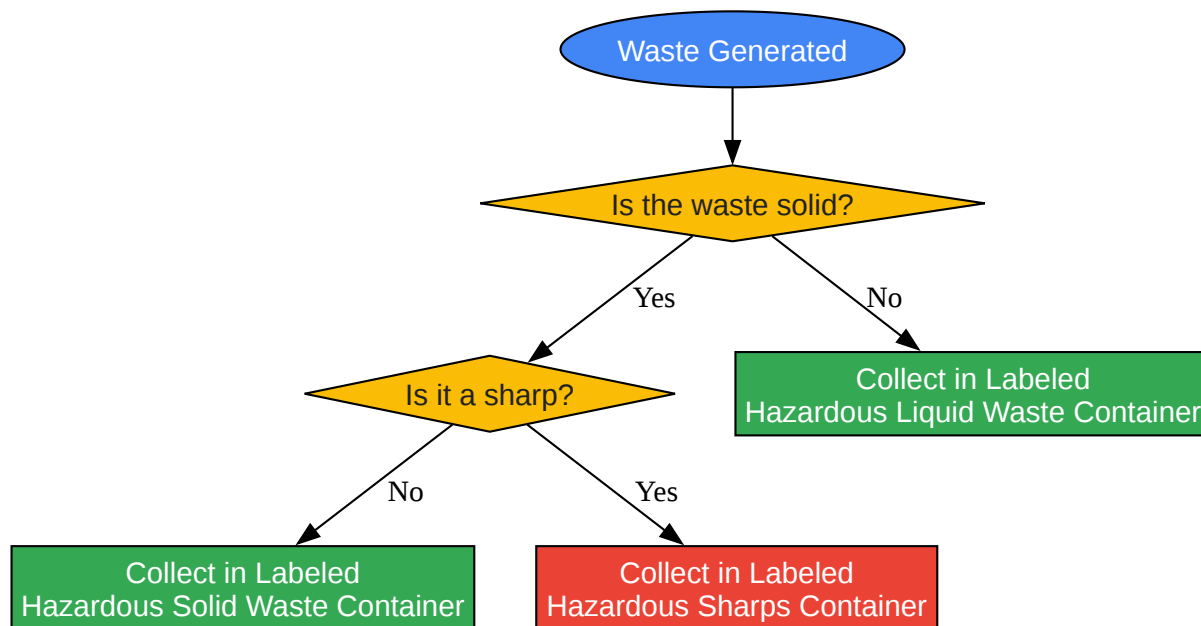 Waste Generated
Is the waste solid?
Yes
No
Is it a sharp?
Collect in Labeled
Hazardous Liquid Waste Container
No
Yes
Collect in Labeled
Hazardous Solid Waste Container
Collect in Labeled
Hazardous Sharps Container